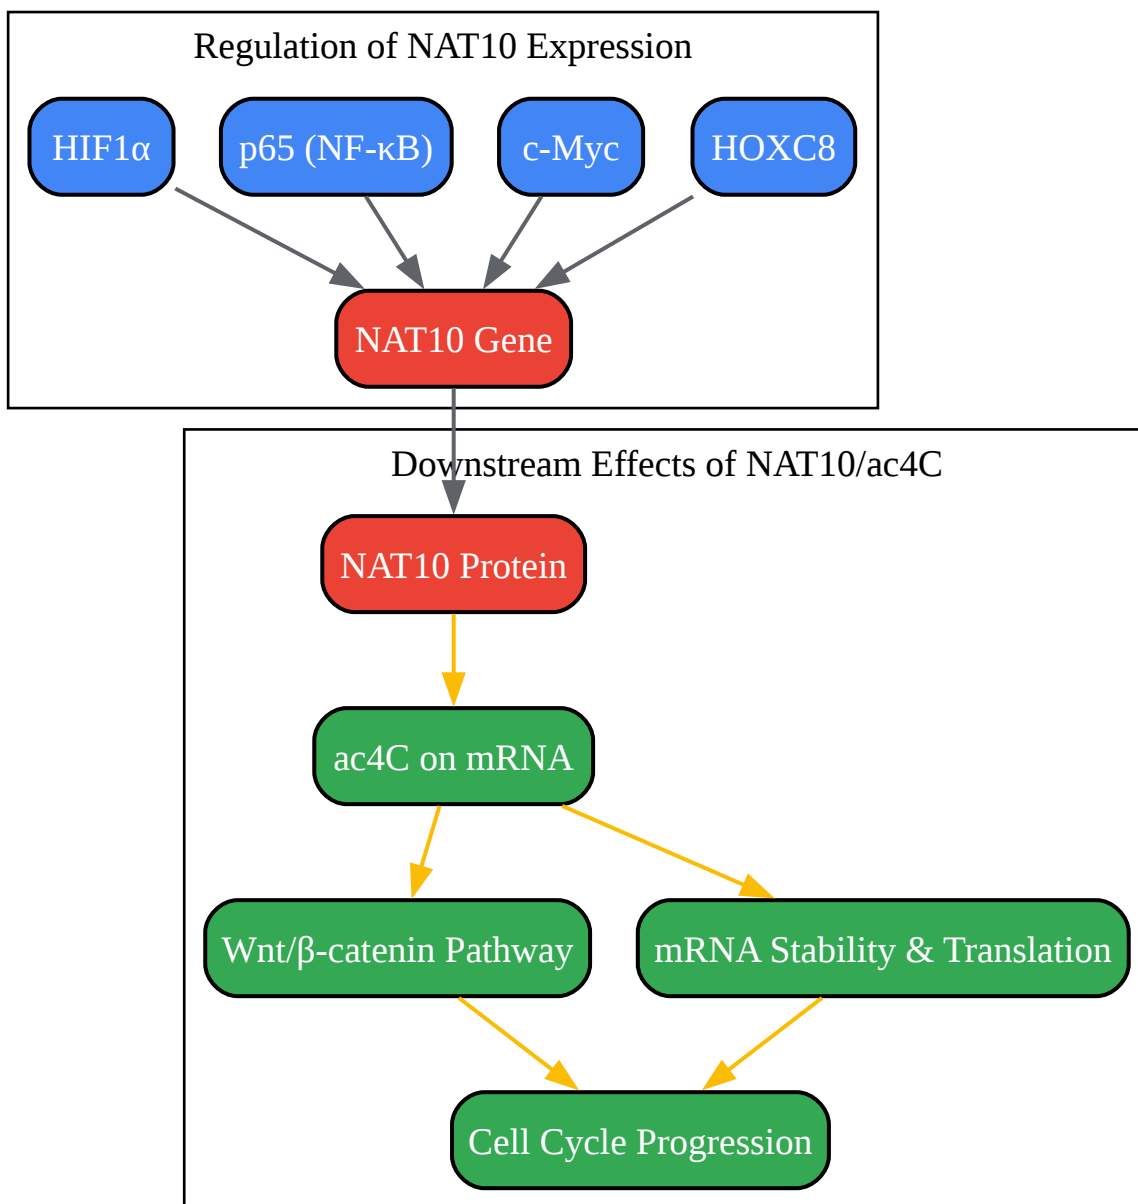 Regulation of NAT10 Expression
HIF1α
p65 (NF-κB)
c-Myc
HOXC8
NAT10 Gene
Downstream Effects of NAT10/ac4C
NAT10 Protein
ac4C on mRNA
Wnt/β-catenin Pathway
mRNA Stability & Translation
Cell Cycle Progression